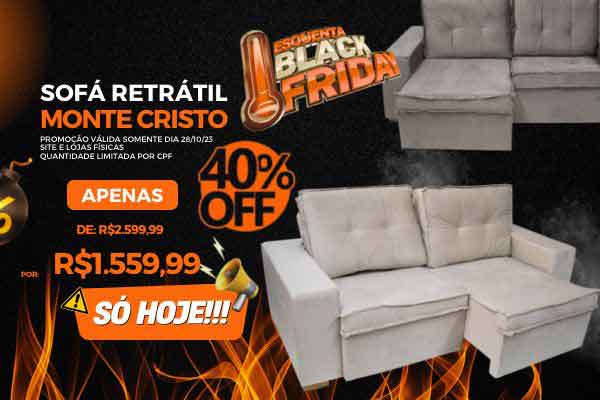 ESQUENTA
BLACK
FRIDAY
SOFÁ RETRÁTIL
MONTE CRISTO
PROMOÇÃO VÁLIDA SOMENTE DIA 28/10/23
SITE E LOJAS FÍSICAS
QUANTIDADE LIMITADA POR CPF
40%
OFF
%
APENAS
DE: R$2.599,99
POR: R$1.559,99
SÓ HOJE!!!